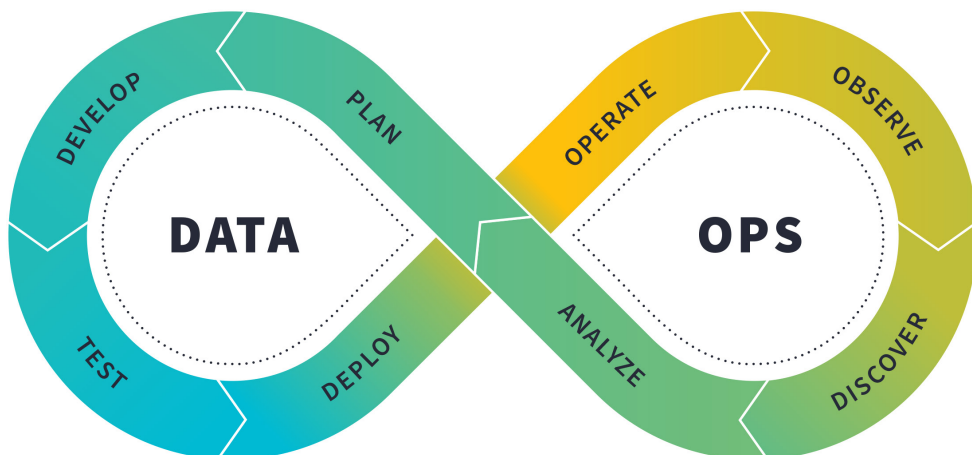 PLAN
DEVELOP
TEST
DEPLOY
OPERATE
OBSERVE
DISCOVER
ANALYZE
DATA
OPS